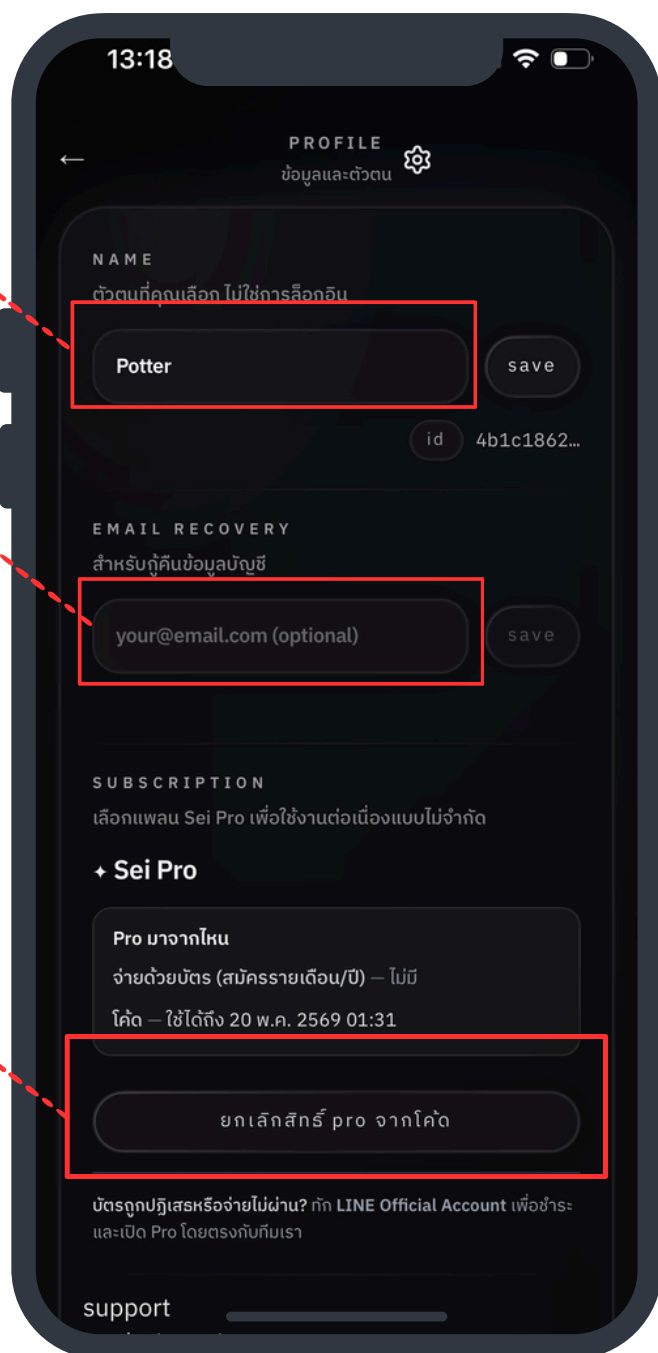 13:18
←
PROFILE
ข้อมูลและตัวตน
NAME
ตัวตนที่คุณเลือก ไม่ใช่การล็อกอิน
Potter
save
id 4b1c1862…
EMAIL RECOVERY
สำหรับกู้คืนข้อมูลบัญชี
your@email.com (optional)
save
SUBSCRIPTION
เลือกแพลน Sei Pro เพื่อใช้งานต่อเนื่องแบบไม่จำกัด
✦ Sei Pro
Pro มาจากไหน
จ่ายด้วยบัตร (สมัครรายเดือน/ปี) — ไม่มี
โค้ด — ใช้ได้ถึง 20 พ.ค. 2569 01:31
ยกเลิกสิทธิ์ pro จากโค้ด
บัตรถูกปฏิเสธหรือจ่ายไม่ผ่าน? ทัก LINE Official Account เพื่อชำระ
และเปิด Pro โดยตรงกับทีมเรา
support